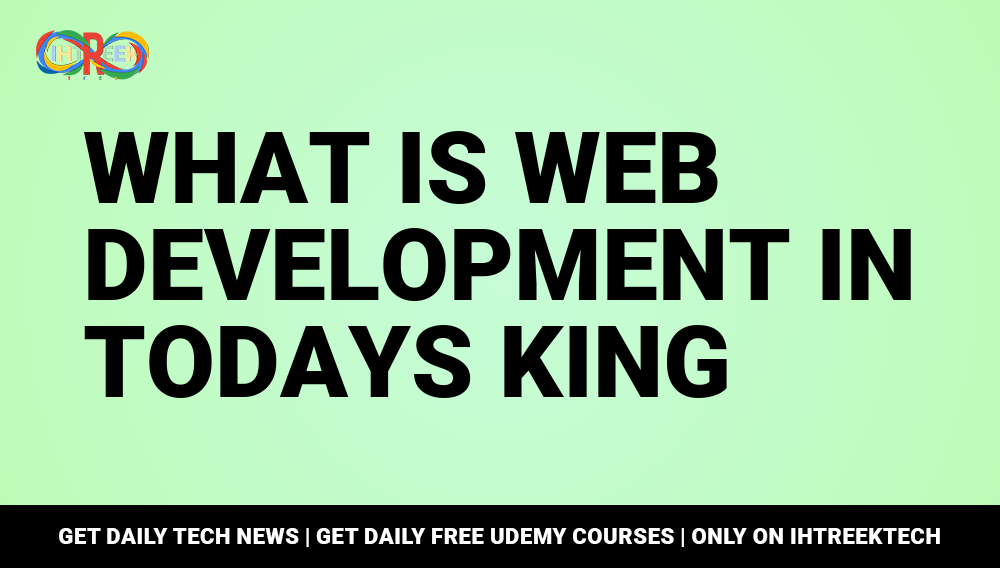 IHTREEK
WHAT IS WEB
DEVELOPMENT IN
TODAYS KING
GET DAILY TECH NEWS | GET DAILY FREE UDEMY COURSES | ONLY ON IHTREEKTECH